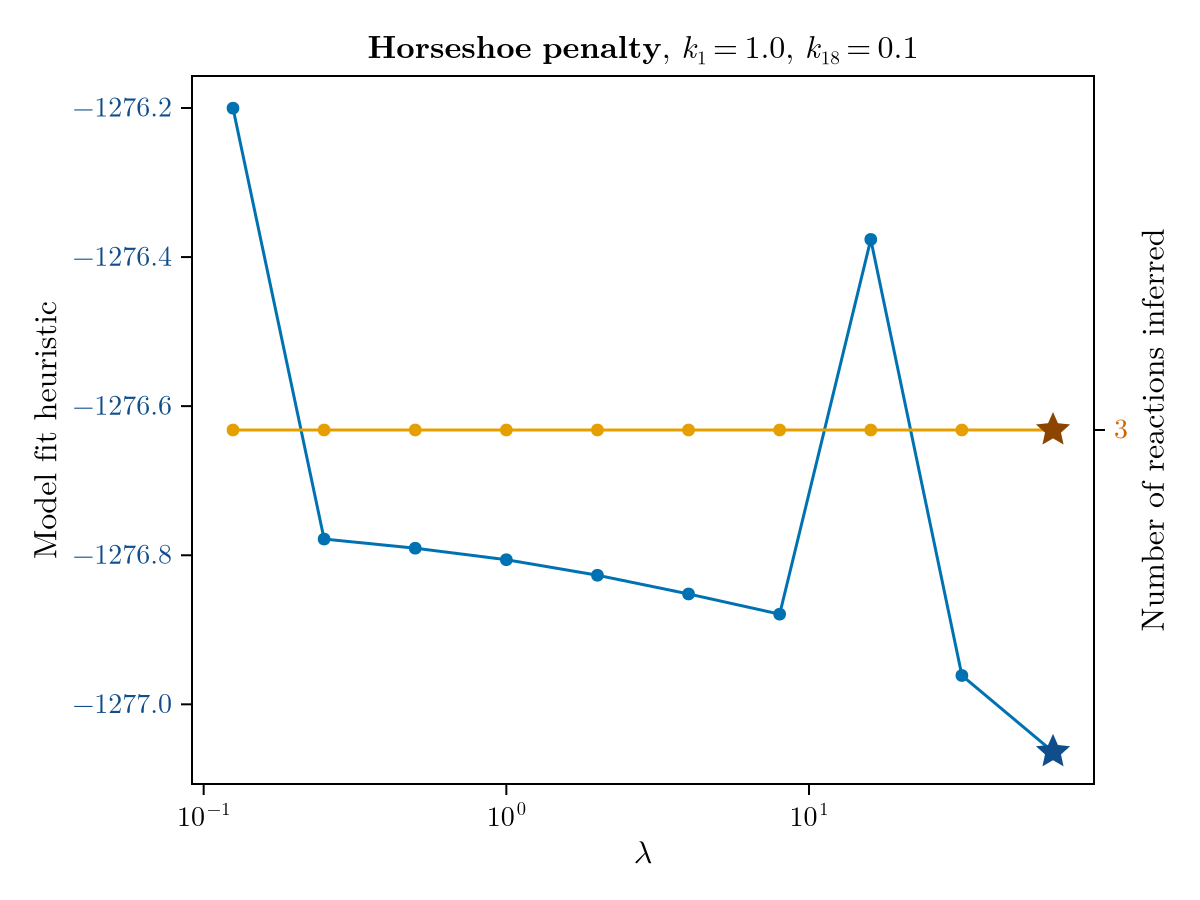 Horseshoe penalty, k₁ = 1.0, k₁₈ = 0.1
−1276.2
−1276.4
−1276.6
−1276.8
−1277.0
Model fit heuristic
3
Number of reactions inferred
10⁻¹ 10⁰ 10¹
λ